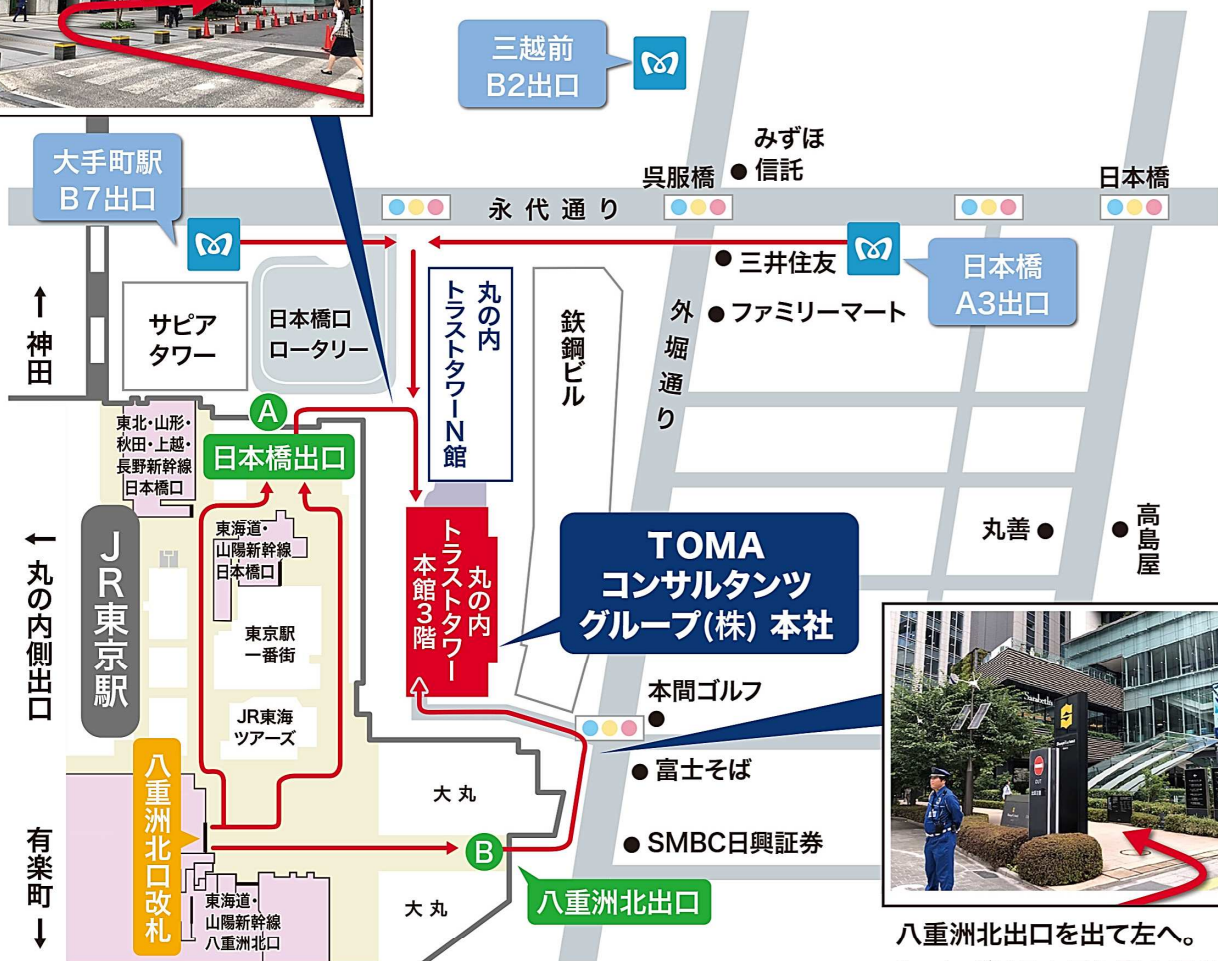 三越前
B2出口
大手町駅
B7出口
みずほ
信託
呉服橋
日本橋
永代通り
三井住友
日本橋
A3出口
ファミリーマート
外堀通り
↑
神田
サピア
タワー
日本橋口
ロータリー
丸の内
トラストタワーN館
鉄鋼ビル
A
日本橋出口
東北・山形・
秋田・上越・
長野新幹線
日本橋口
東海道・
山陽新幹線
日本橋口
← 丸の内側出口
JR東京駅
東京駅
一番街
JR東海
ツアーズ
丸の内
トラストタワー
本館3階
TOMA
コンサルタンツ
グループ(株) 本社
丸善
高島屋
本間ゴルフ
富士そば
SMBC日興証券
大丸
八重洲北口改札
B
八重洲北出口
大丸
有楽町
↓
東海道・
山陽新幹線
八重洲北口
Sarabeth's
OUT
八重洲北出口を出て左へ。